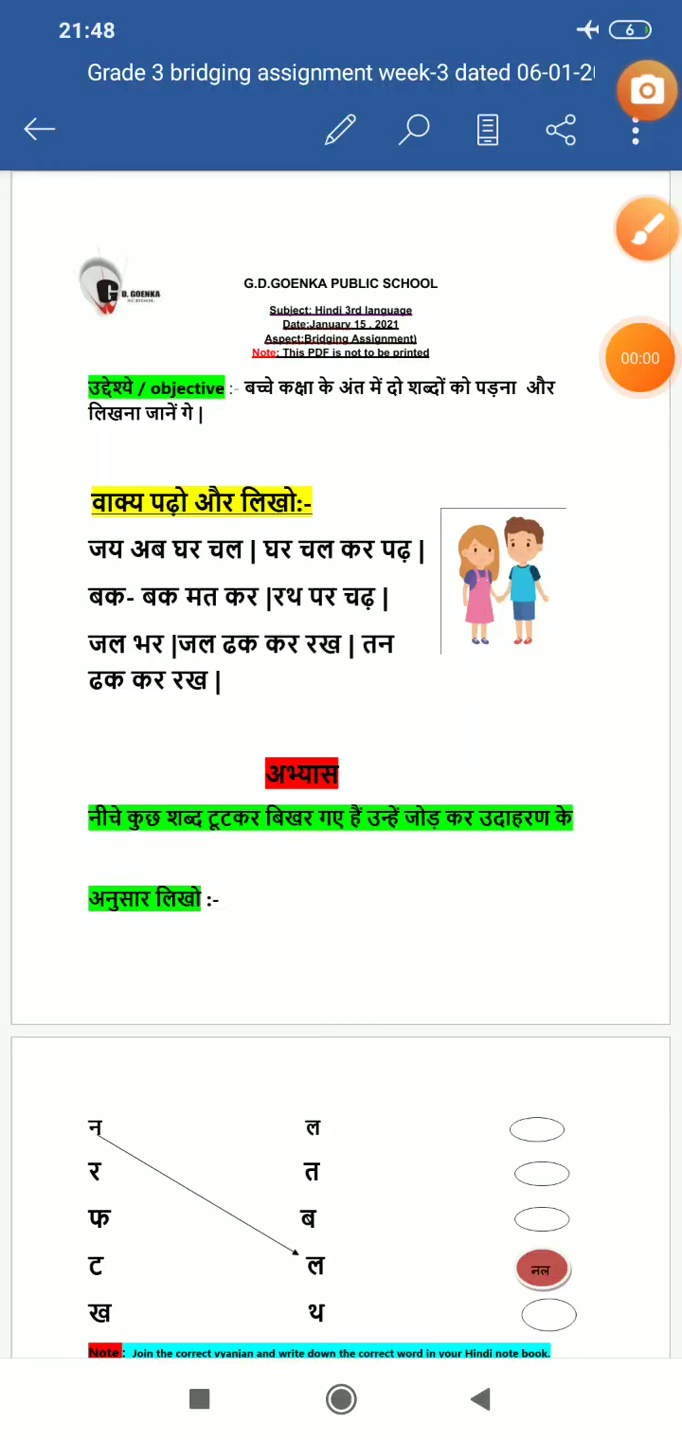 21:48
6
Grade 3 bridging assignment week-3 dated 06-01-2
00:00
G D. GOENKA
SCHOOL
G.D.GOENKA PUBLIC SCHOOL
Subject: Hindi 3rd language
Date:January 15 , 2021
Aspect:Bridging Assignment)
Note: This PDF is not to be printed
उद्देश्ये / objective :- बच्चे कक्षा के अंत में दो शब्दों को पड़ना और
लिखना जानें गे |
वाक्य पढ़ो और लिखो:-
जय अब घर चल | घर चल कर पढ़ |
बक- बक मत कर |रथ पर चढ़ |
जल भर |जल ढक कर रख | तन
ढक कर रख |
अभ्यास
नीचे कुछ शब्द टूटकर बिखर गए हैं उन्हें जोड़ कर उदाहरण के
अनुसार लिखो :-
न ल
र त
फ ब
ट ल नल
ख थ
Note: Join the correct vyanjan and write down the correct word in your Hindi note book.